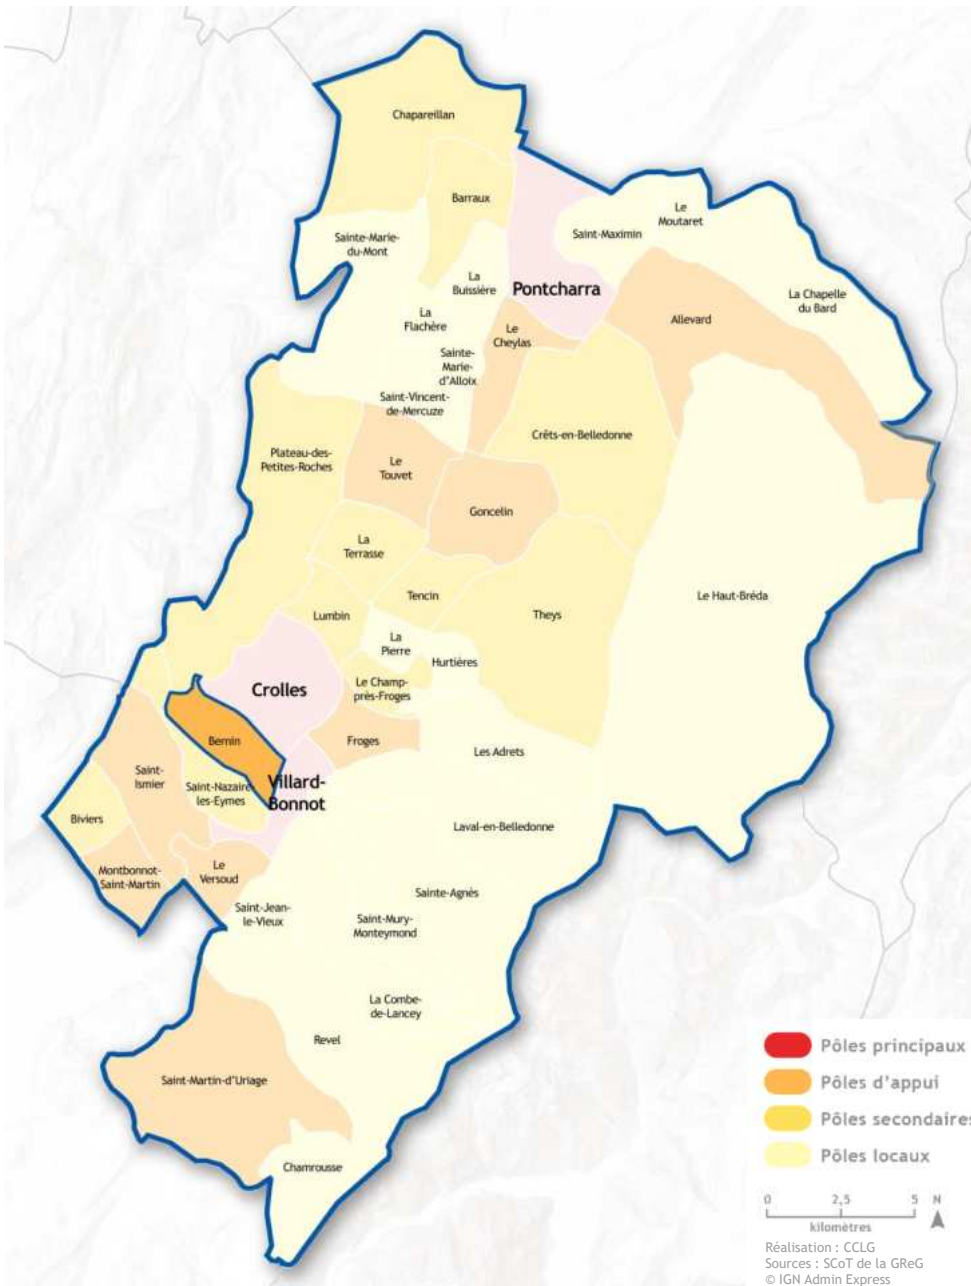 Chapareillan
Barraux
Le
Moutaret
Saint-Maximin
Sainte-Marie-
du-Mont
La
Buissière
Pontcharra
La Chapelle
du Bard
La
Flachère
Allevard
Le
Cheylas
Sainte-
Marie-
d'Alloix
Saint-Vincent-
de-Mercuze
Crêts-en-Belledonne
Plateau-des-
Petites-Roches
Le
Touvet
Goncelin
La
Terrasse
Tencin
Le Haut-Bréda
Lumbin
Theys
La
Pierre
Hurtières
Crolles
Le Champ-
près-Froges
Bernin
Froges
Les Adrets
Saint-
Ismier
Saint-Nazaire
les-Eymes
Villard-
Bonnot
Biviers
Laval-en-Belledonne
Montbonnot-
Saint-Martin
Le
Versoud
Sainte-Agnès
Saint-Jean-
le-Vieux
Saint-Mury-
Monteymond
La Combe-
de-Lancey
Revel
Saint-Martin-d'Uriage
Chamrousse
Pôles principaux
Pôles d'appui
Pôles secondaires
Pôles locaux
0 2,5 5 N
kilomètres
Réalisation : CCLG
Sources : SCoT de la GReG
© IGN Admin Express